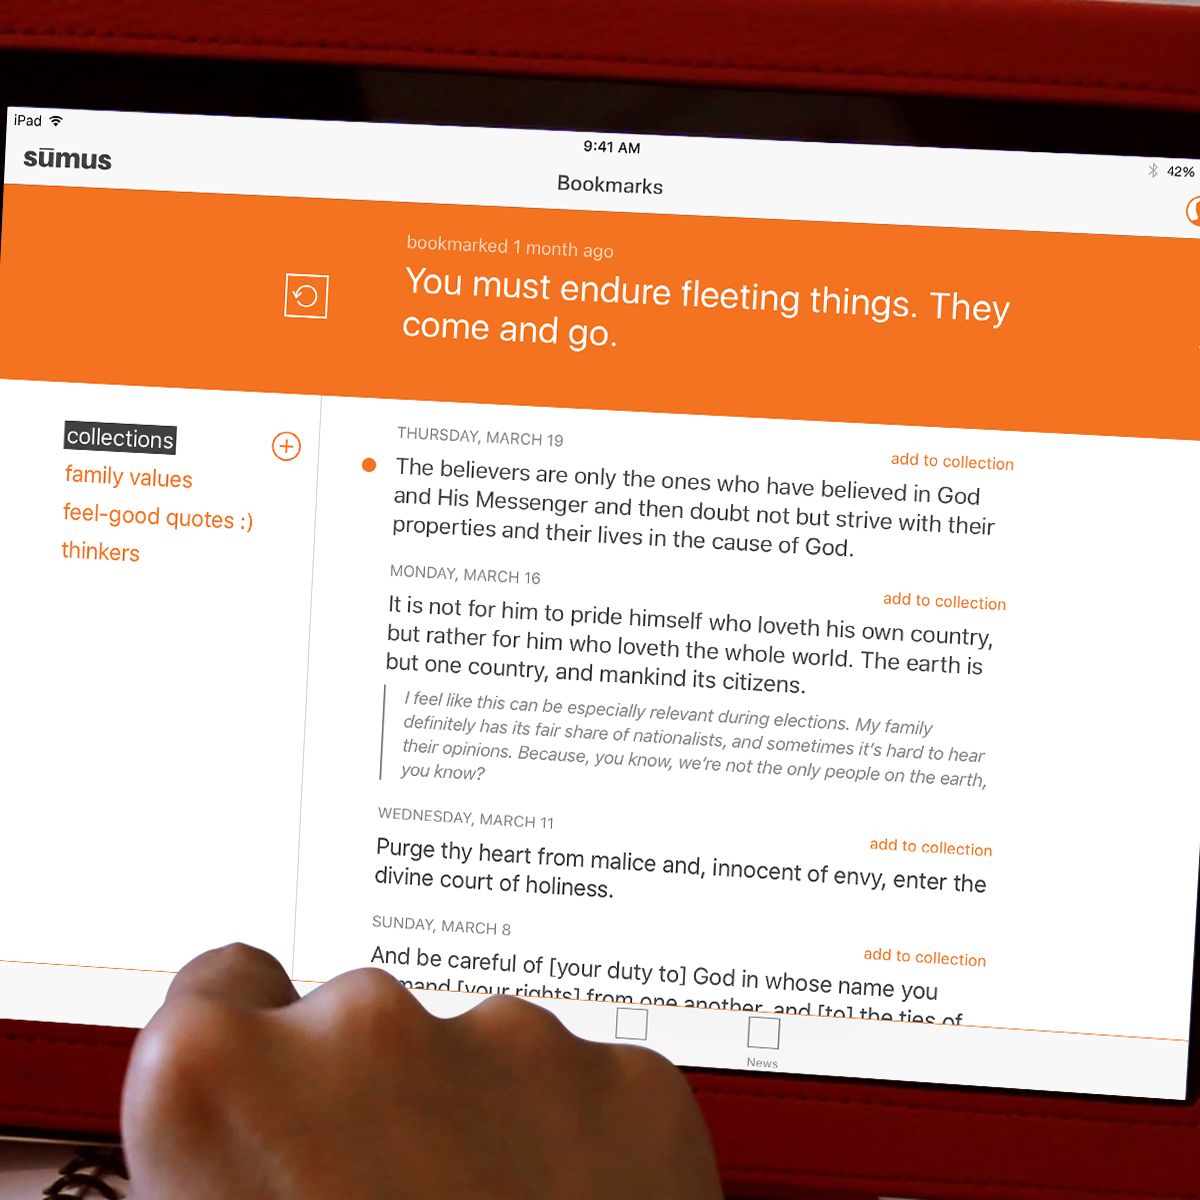 iPad
9:41 AM
42%
sūmus
Bookmarks
bookmarked 1 month ago
You must endure fleeting things. They
come and go.
collections
family values
feel-good quotes :)
thinkers
THURSDAY, MARCH 19
add to collection
The believers are only the ones who have believed in God
and His Messenger and then doubt not but strive with their
properties and their lives in the cause of God.
MONDAY, MARCH 16
add to collection
It is not for him to pride himself who loveth his own country,
but rather for him who loveth the whole world. The earth is
but one country, and mankind its citizens.
I feel like this can be especially relevant during elections. My family
definitely has its fair share of nationalists, and sometimes it's hard to hear
their opinions. Because, you know, we're not the only people on the earth,
you know?
WEDNESDAY, MARCH 11
add to collection
Purge thy heart from malice and, innocent of envy, enter the
divine court of holiness.
SUNDAY, MARCH 8
add to collection
And be careful of [your duty to] God in whose name you
[your rights] from one another, and [to] the ties of
News